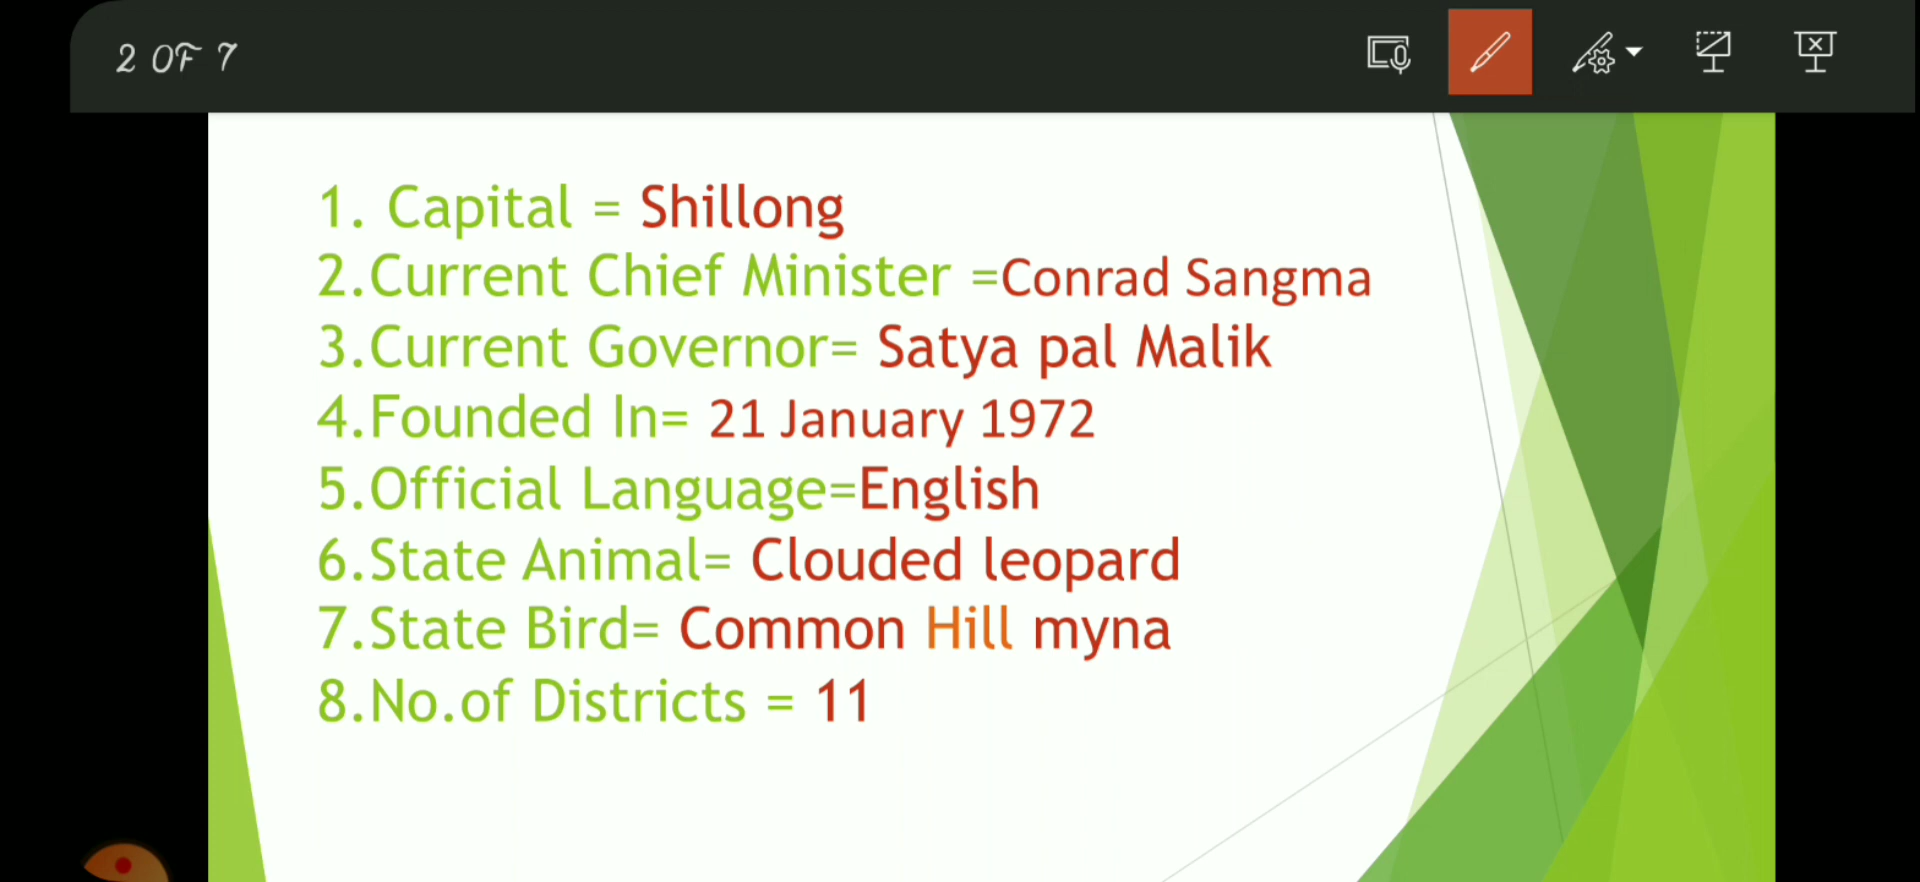 2 OF 7
1. Capital = Shillong
2.Current Chief Minister =Conrad Sangma
3.Current Governor= Satya pal Malik
4.Founded In= 21 January 1972
5.Official Language=English
6.State Animal= Clouded leopard
7.State Bird= Common Hill myna
8.No.of Districts = 11